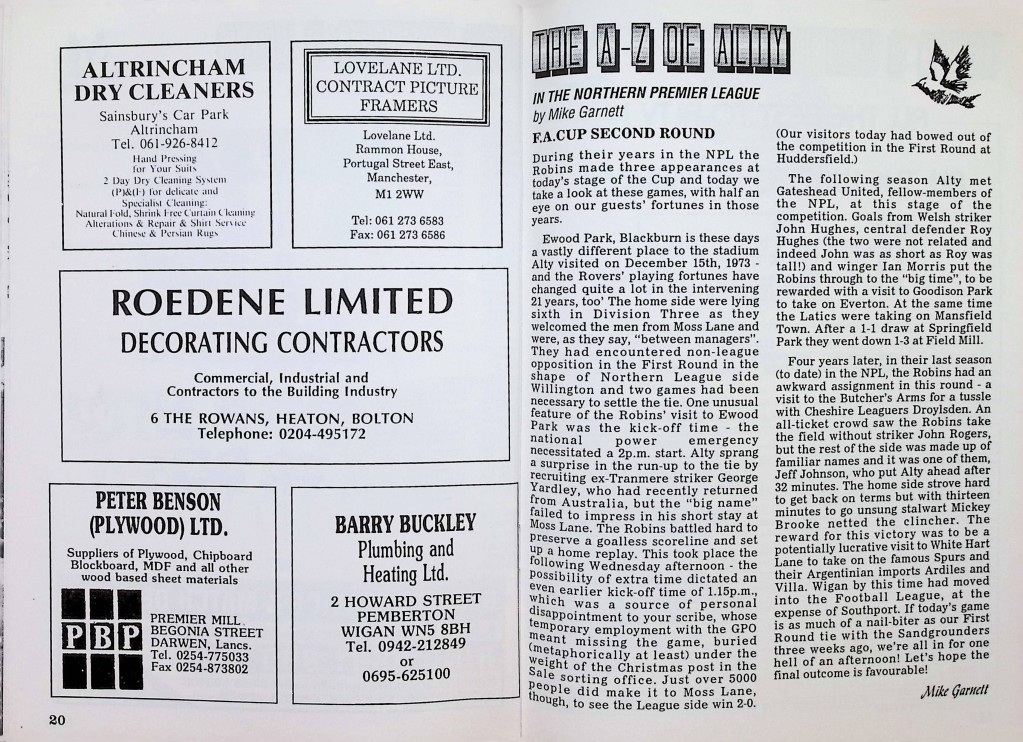 ALTRINCHAM
DRY CLEANERS
Sainsbury's Car Park
Altrincham
Tel. 061-926-8412
Hand Pressing
for Your Suits
2 Day Dry Cleaning System
(P)&(F) for delicate and
Specialist Cleaning:
Natural Fold, Shrink Free Curtain Cleaning
Alterations & Repair & Shirt Service
Chinese & Persian Rugs
LOVELANE LTD.
CONTRACT PICTURE
FRAMERS
Lovelane Ltd.
Rammon House,
Portugal Street East,
Manchester,
M1 2WW
Tel: 061 273 6583
Fax: 061 273 6586
ROEDENE LIMITED
DECORATING CONTRACTORS
Commercial, Industrial and
Contractors to the Building Industry
6 THE ROWANS, HEATON, BOLTON
Telephone: 0204-495172
PETER BENSON
(PLYWOOD) LTD.
Suppliers of Plywood, Chipboard
Blockboard, MDF and all other
wood based sheet materials
PBP
PREMIER MILL
BEGONIA STREET
DARWEN, Lancs.
Tel. 0254-775033
Fax 0254-873802
BARRY BUCKLEY
Plumbing and
Heating Ltd.
2 HOWARD STREET
PEMBERTON
WIGAN WN5 8BH
Tel. 0942-212849
or
0695-625100
20
THE A-Z OF ALTY
IN THE NORTHERN PREMIER LEAGUE
by Mike Garnett
F.A.CUP SECOND ROUND
During their years in the NPL the
Robins made three appearances at
today's stage of the Cup and today we
take a look at these games, with half an
eye on our guests' fortunes in those
years.
Ewood Park, Blackburn is these days
a vastly different place to the stadium
Alty visited on December 15th, 1973 -
and the Rovers' playing fortunes have
changed quite a lot in the intervening
21 years, too' The home side were lying
sixth in Division Three as they
welcomed the men from Moss Lane and
were, as they say, "between managers".
They had encountered non-league
opposition in the First Round in the
shape of Northern League side
Willington and two games had been
necessary to settle the tie. One unusual
feature of the Robins' visit to Ewood
Park was the kick-off time - the
national power emergency
necessitated a 2p.m. start. Alty sprang
a surprise in the run-up to the tie by
recruiting ex-Tranmere striker George
Yardley, who had recently returned
from Australia, but the "big name"
failed to impress in his short stay at
Moss Lane. The Robins battled hard to
preserve a goalless scoreline and set
up a home replay. This took place the
following Wednesday afternoon - the
possibility of extra time dictated an
even earlier kick-off time of 1.15p.m.,
which was a source of personal
disappointment to your scribe, whose
temporary employment with the GPO
meant missing the game, buried
(metaphorically at least) under the
weight of the Christmas post in the
Sale sorting office. Just over 5000
people did make it to Moss Lane,
though, to see the League side win 2-0.
(Our visitors today had bowed out of
the competition in the First Round at
Huddersfield.)
The following season Alty met
Gateshead United, fellow-members of
the NPL, at this stage of the
competition. Goals from Welsh striker
John Hughes, central defender Roy
Hughes (the two were not related and
indeed John was as short as Roy was
tall!) and winger Ian Morris put the
Robins through to the "big time", to be
rewarded with a visit to Goodison Park
to take on Everton. At the same time
the Latics were taking on Mansfield
Town. After a 1-1 draw at Springfield
Park they went down 1-3 at Field Mill.
Four years later, in their last season
(to date) in the NPL, the Robins had an
awkward assignment in this round - a
visit to the Butcher's Arms for a tussle
with Cheshire Leaguers Droylsden. An
all-ticket crowd saw the Robins take
the field without striker John Rogers,
but the rest of the side was made up of
familiar names and it was one of them,
Jeff Johnson, who put Alty ahead after
32 minutes. The home side strove hard
to get back on terms but with thirteen
minutes to go unsung stalwart Mickey
Brooke netted the clincher. The
reward for this victory was to be a
potentially lucrative visit to White Hart
Lane to take on the famous Spurs and
their Argentinian imports Ardiles and
Villa. Wigan by this time had moved
into the Football League, at the
expense of Southport. If today's game
is as much of a nail-biter as our First
Round tie with the Sandgrounders
three weeks ago, we're all in for one
hell of an afternoon! Let's hope the
final outcome is favourable!
Mike Garnett